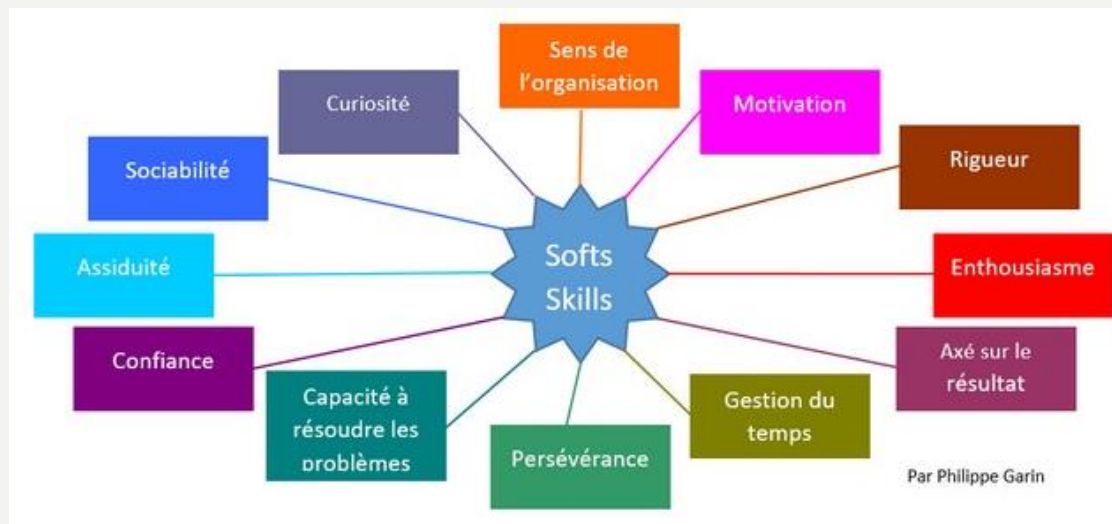 Sens de
l'organisation
Curiosité
Motivation
Rigueur
Sociabilité
Softs
Skills
Assiduité
Enthousiasme
Confiance
Axé sur le
résultat
Capacité à
résoudre les
problèmes
Gestion du
temps
Persévérance
Par Philippe Garin